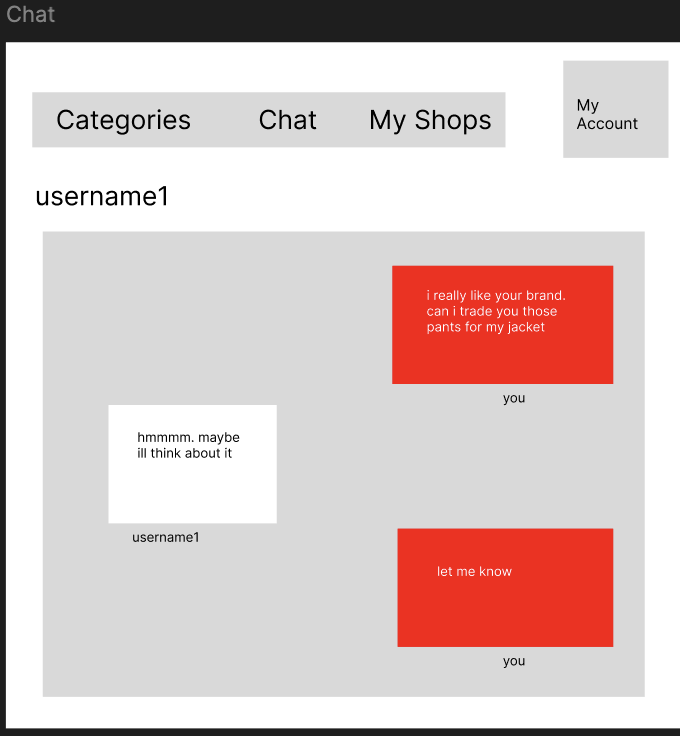 Chat
Categories Chat My Shops
My
Account
username1
i really like your brand.
can i trade you those
pants for my jacket
you
hmmmm. maybe
ill think about it
username1
let me know
you